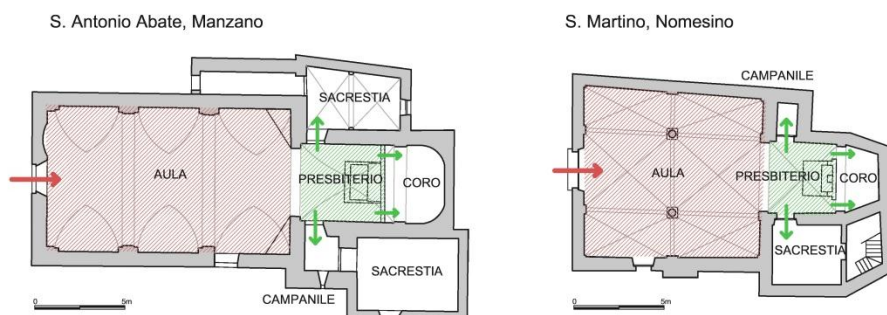 S. Antonio Abate, Manzano
SACRESTIA
AULA
PRESBITERIO
CORO
SACRESTIA
CAMPANILE
0
5m
S. Martino, Nomesino
CAMPANILE
AULA
PRESBITERIO
CORO
SACRESTIA
0
5m